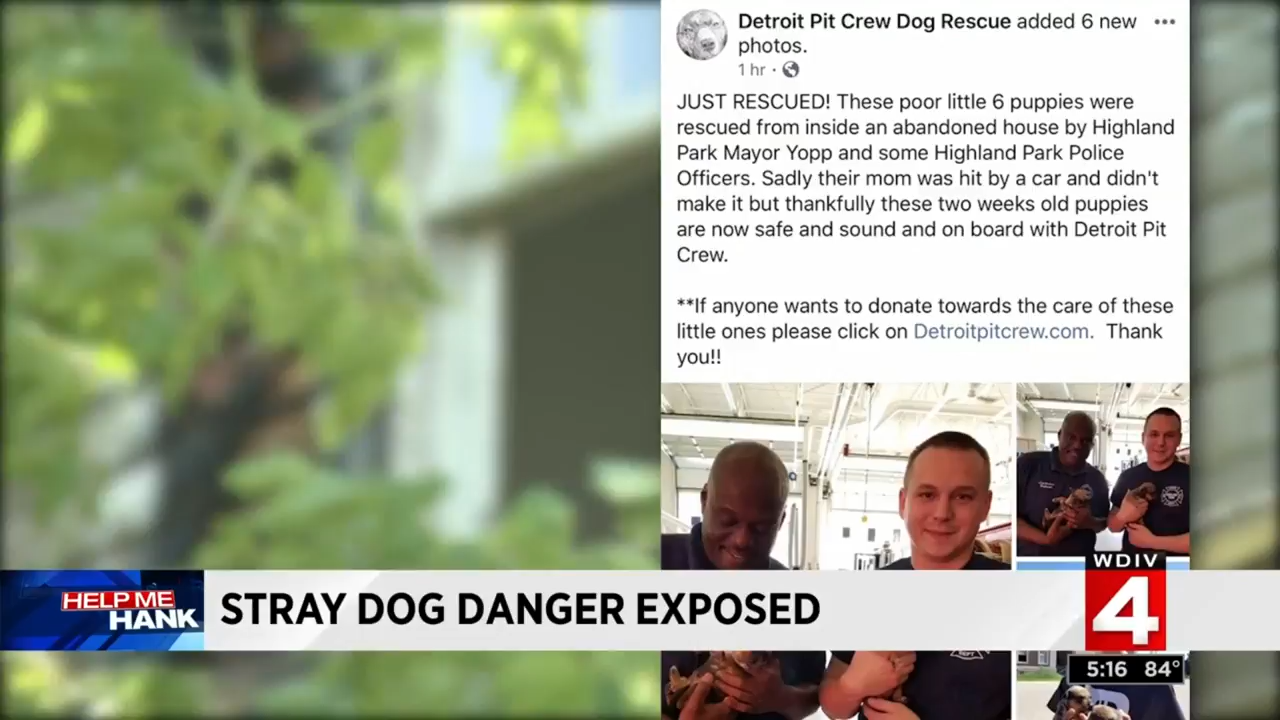 Detroit Pit Crew Dog Rescue added 6 new
photos.
1 hr ·
JUST RESCUED! These poor little 6 puppies were
rescued from inside an abandoned house by Highland
Park Mayor Yopp and some Highland Park Police
Officers. Sadly their mom was hit by a car and didn't
make it but thankfully these two weeks old puppies
are now safe and sound and on board with Detroit Pit
Crew.
**If anyone wants to donate towards the care of these
little ones please click on Detroitpitcrew.com. Thank
you!!
HELP ME
HANK
STRAY DOG DANGER EXPOSED
WDIV
4
5:16 84°